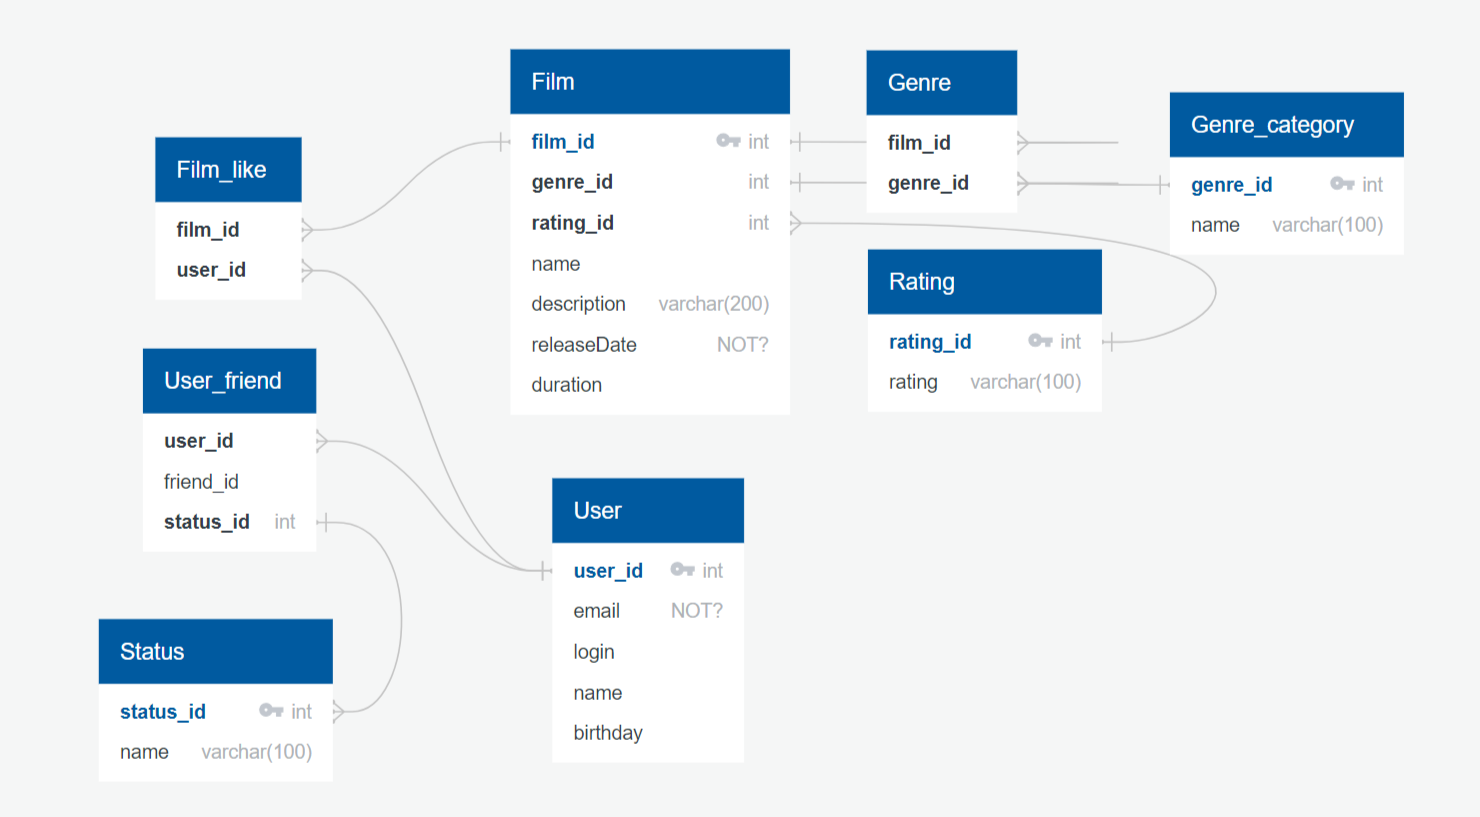 Film
film_id int
genre_id int
rating_id int
name
description varchar(200)
releaseDate NOT?
duration
Genre
film_id
genre_id
Genre_category
genre_id int
name varchar(100)
Film_like
film_id
user_id
Rating
rating_id int
rating varchar(100)
User_friend
user_id
friend_id
status_id int
User
user_id int
email NOT?
login
name
birthday
Status
status_id int
name varchar(100)